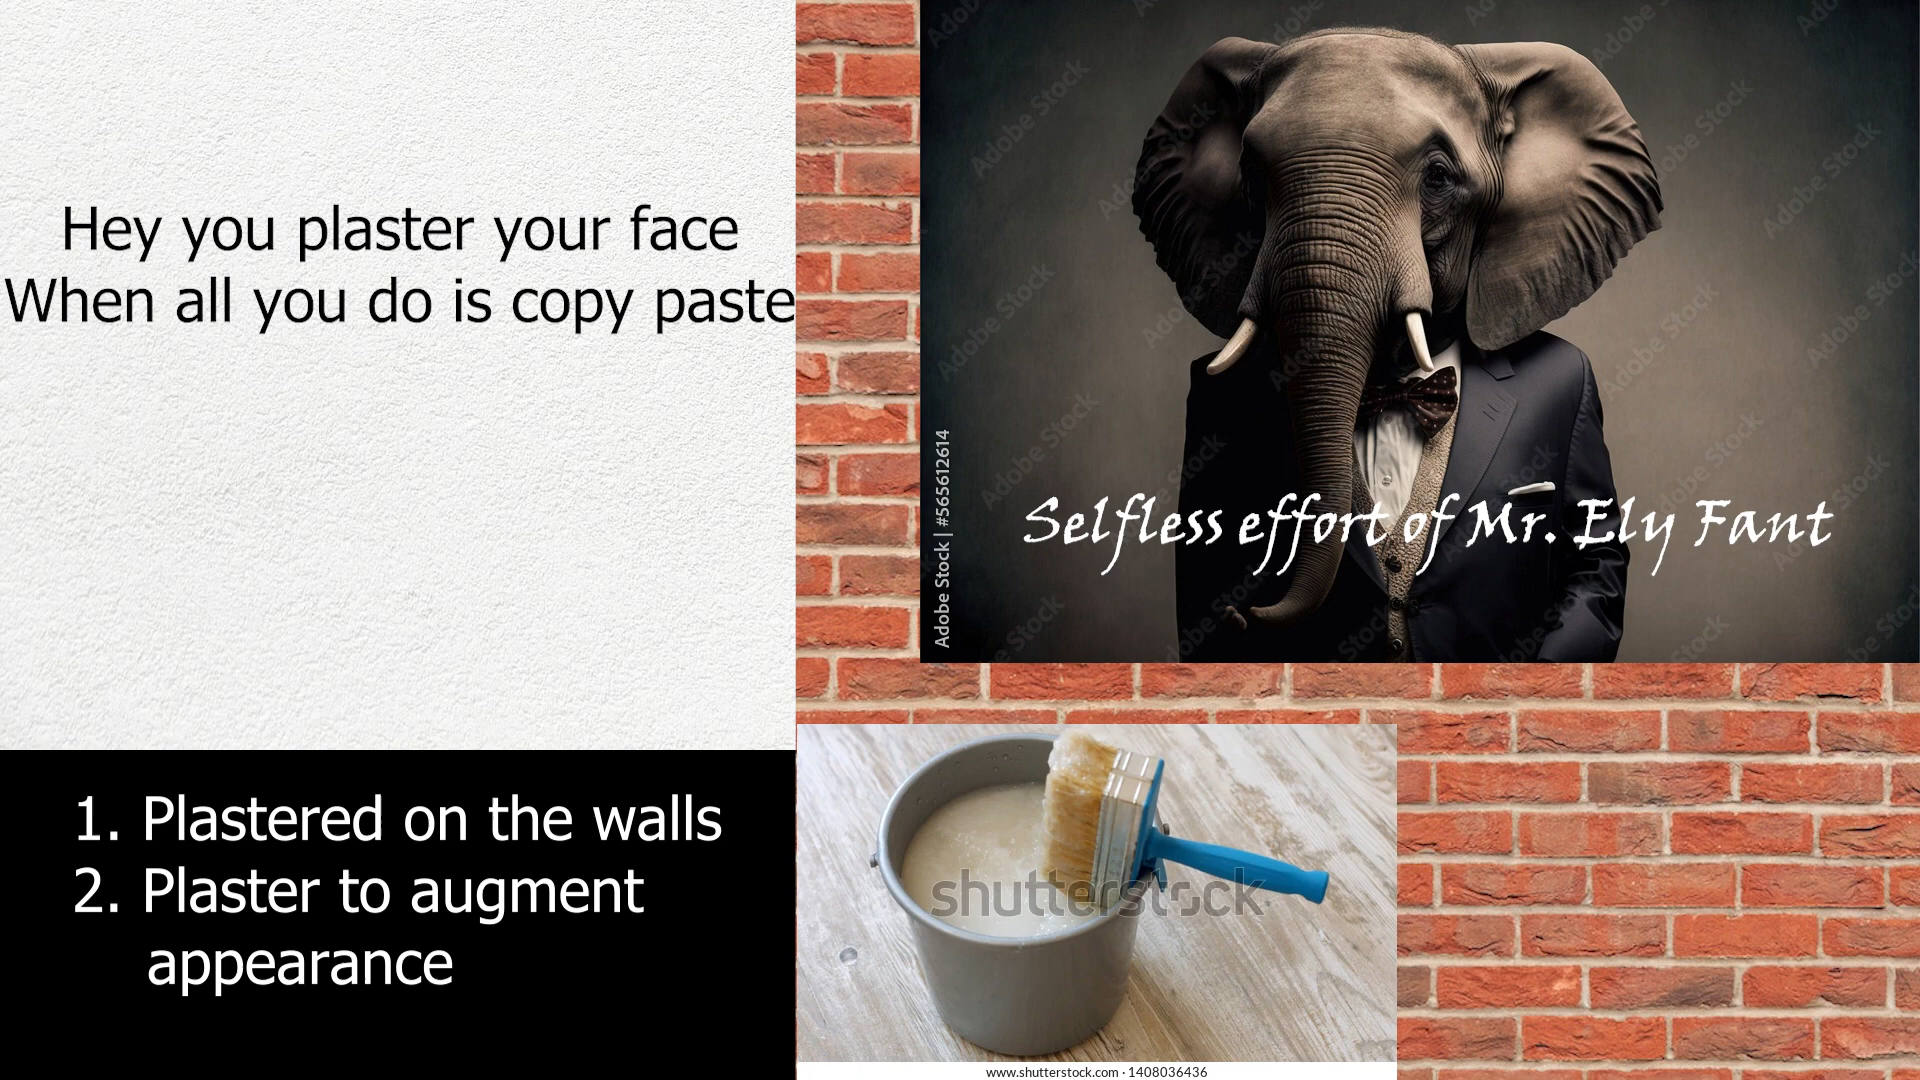 Hey you plaster your face
When all you do is copy paste
Selfless effort of Mr. Ely Fant
Adobe Stock | #565612614
1. Plastered on the walls
2. Plaster to augment
appearance
shutterstock
www.shutterstock.com · 1408036436